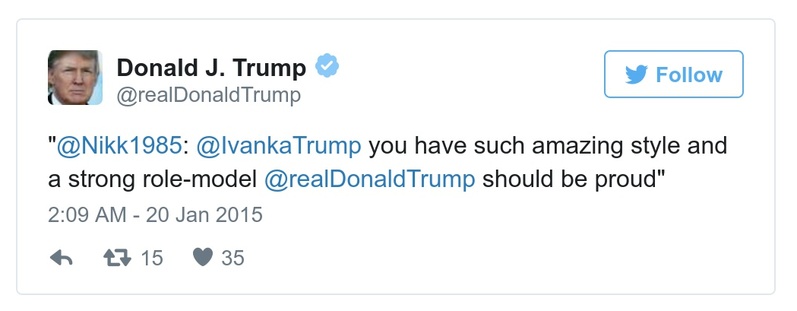 Donald J. Trump
@realDonaldTrump
Follow
"@Nikk1985: @IvankaTrump you have such amazing style and
a strong role-model @realDonaldTrump should be proud"
2:09 AM - 20 Jan 2015
15 35